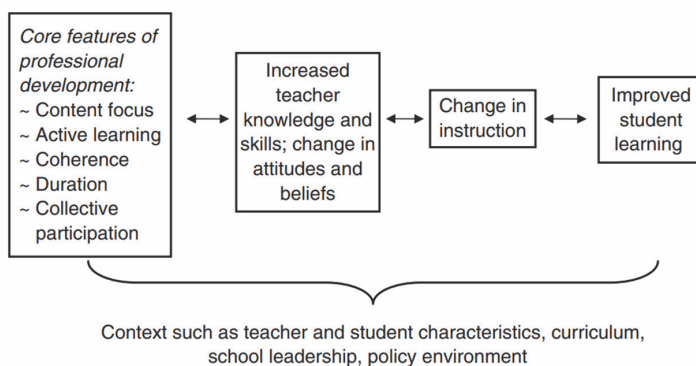 Core features of
professional
development:
~ Content focus
~ Active learning
~ Coherence
~ Duration
~ Collective
participation
Increased
teacher
knowledge and
skills; change in
attitudes and
beliefs
Change in
instruction
Improved
student
learning
Context such as teacher and student characteristics, curriculum,
school leadership, policy environment